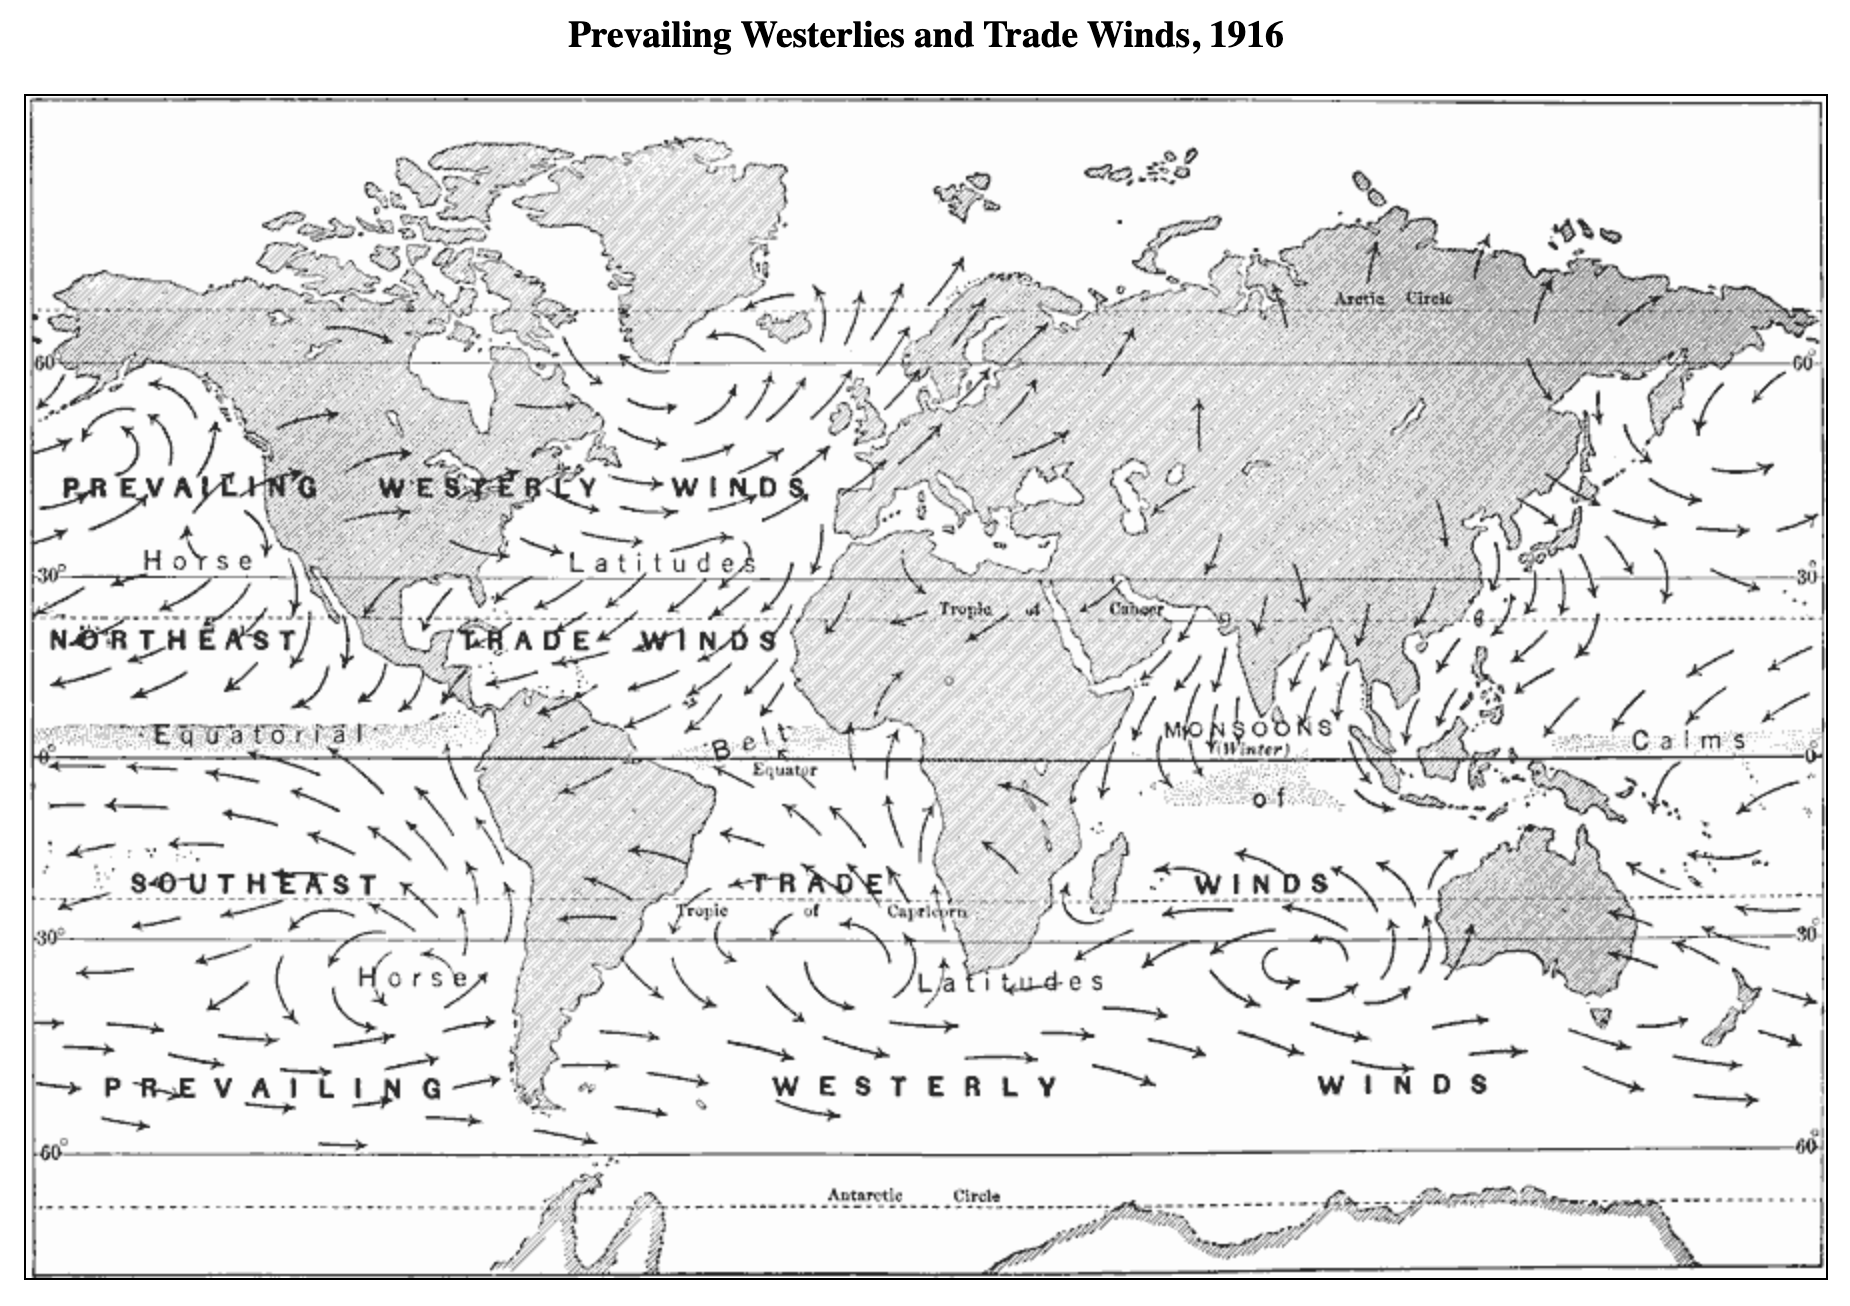 Prevailing Westerlies and Trade Winds, 1916
Arctic Circle
60° 60°
PREVAILING WESTERLY WINDS
Horse Latitudes
30° 30°
Tropic of Cancer
NORTHEAST TRADE WINDS
MONSOONS
(Winter)
Equatorial Belt Calms
0° 0°
Equator
of
SOUTHEAST TRADE WINDS
Tropic of Capricorn
30° 30°
Horse Latitudes
PREVAILING WESTERLY WINDS
60° 60°
Antarctic Circle